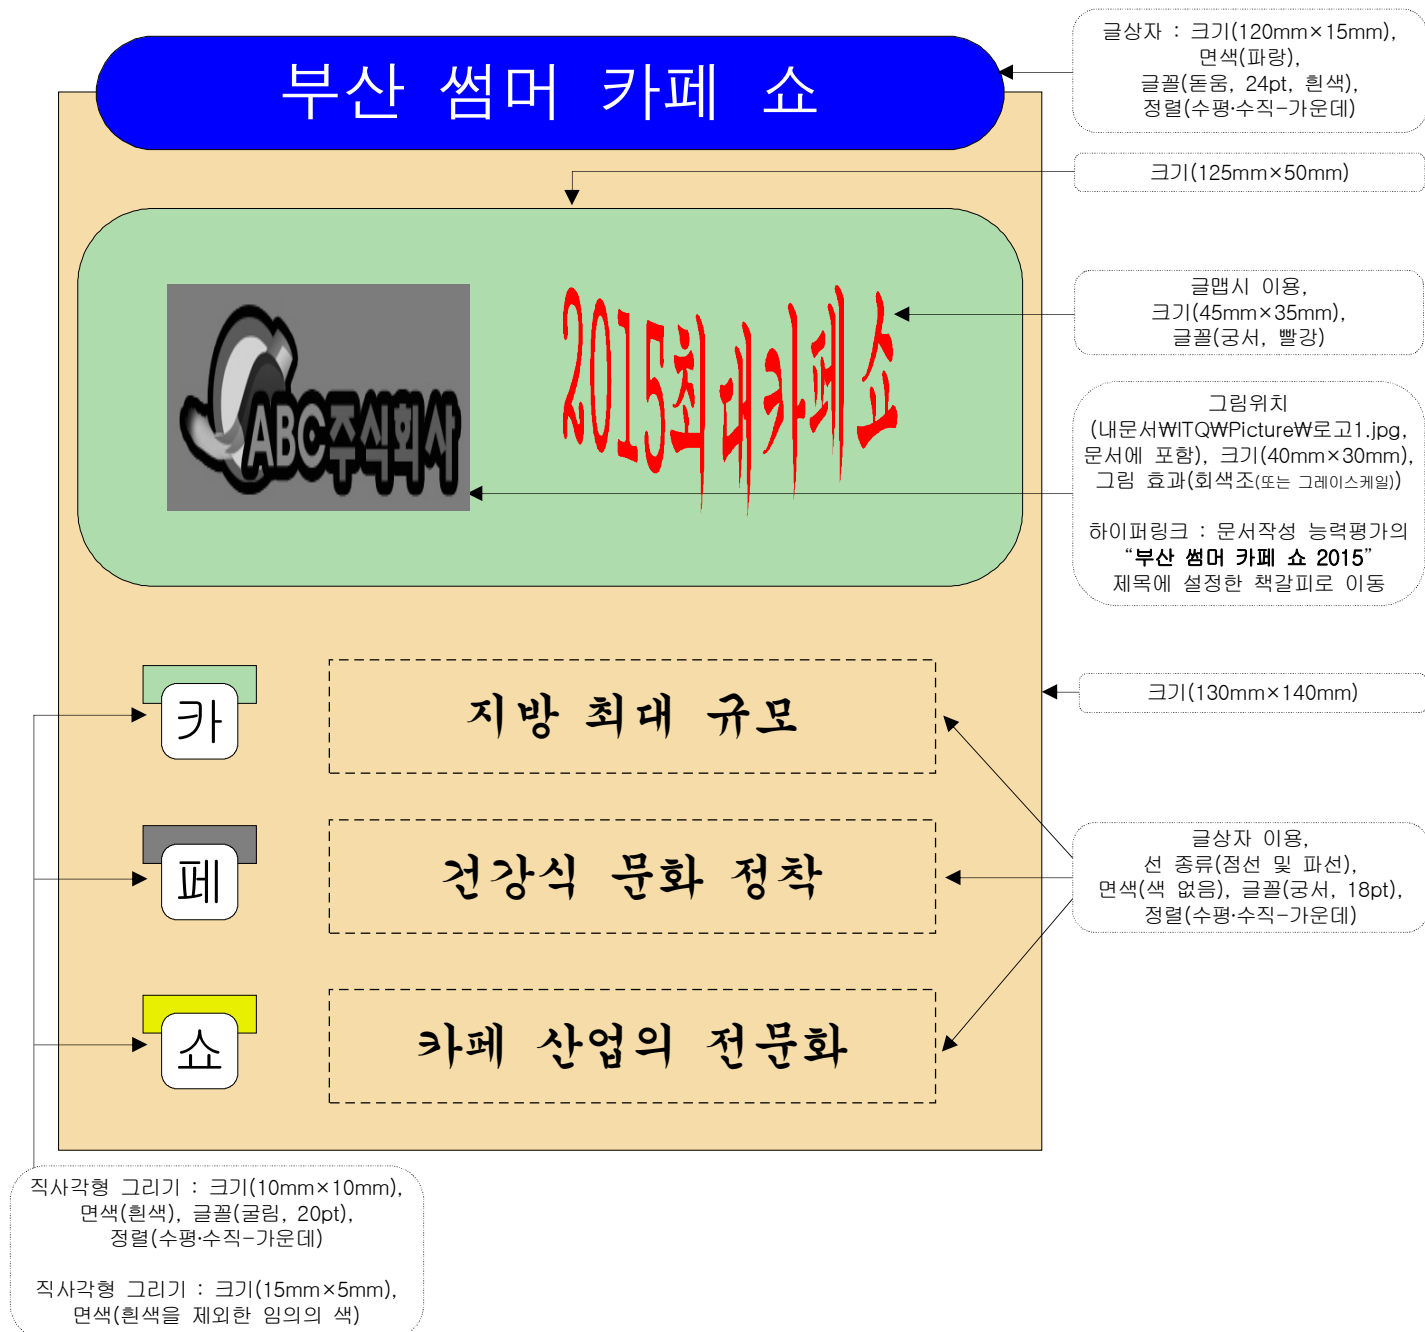 부산 썸머 카페 쇼
글상자 : 크기(120mm×15mm),
면색(파랑),
글꼴(돋움, 24pt, 흰색),
정렬(수평·수직-가운데)
크기(125mm×50mm)
ABC주식회사
2015최대카페쇼
글맵시 이용,
크기(45mm×35mm),
글꼴(궁서, 빨강)
그림위치
(내문서₩ITQ₩Picture₩로고1.jpg,
문서에 포함), 크기(40mm×30mm),
그림 효과(회색조(또는 그레이스케일))
하이퍼링크 : 문서작성 능력평가의
“부산 썸머 카페 쇼 2015”
제목에 설정한 책갈피로 이동
카
지방 최대 규모
크기(130mm×140mm)
페
건강식 문화 정착
글상자 이용,
선 종류(점선 및 파선),
면색(색 없음), 글꼴(궁서, 18pt),
정렬(수평·수직-가운데)
쇼
카페 산업의 전문화
직사각형 그리기 : 크기(10mm×10mm),
면색(흰색), 글꼴(굴림, 20pt),
정렬(수평·수직-가운데)
직사각형 그리기 : 크기(15mm×5mm),
면색(흰색을 제외한 임의의 색)